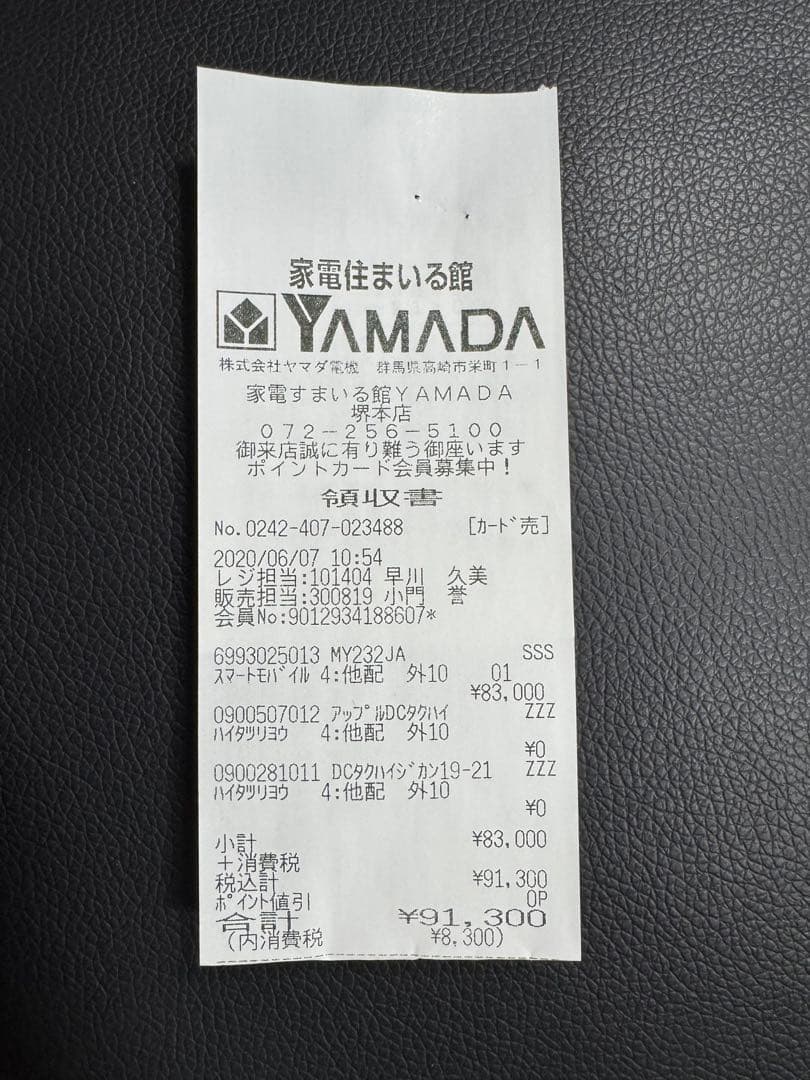 家電住まいる館
YAMADA
株式会社ヤマダ電機　群馬県高崎市栄町１－１
家電すまいる館ＹＡＭＡＤＡ
堺本店
０７２－２５６－５１００
御来店誠に有り難う御座います
ポイントカード会員募集中！
領収書
No.0242-407-023488 [ｶｰﾄﾞ売]
2020/06/07 10:54
レジ担当:101404 早川　久美
販売担当:300819 小門　誉
会員No:9012934188607*
6993025013 MY232JA SSS
ｽﾏｰﾄﾓﾊﾞｲﾙ 4:他配 外10 01
¥83,000
0900507012 ｱｯﾌﾟﾙDCﾀｸﾊｲ ZZZ
ﾊｲﾀﾂﾘﾖｳ 4:他配 外10
¥0
0900281011 DCﾀｸﾊｲｼﾞｶﾝ19-21 ZZZ
ﾊｲﾀﾂﾘﾖｳ 4:他配 外10
¥0
小計 ¥83,000
＋消費税
税込計 ¥91,300
ﾎﾟｲﾝﾄ値引 0P
合計 ¥91,300
(内消費税 ¥8,300)